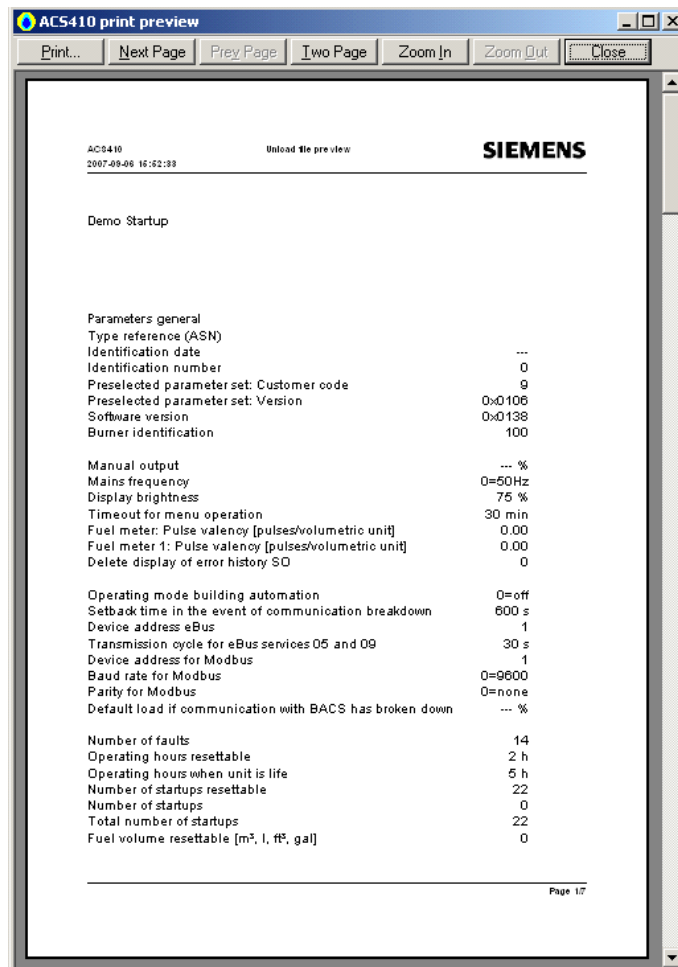 ACS410 print preview
Print... Next Page Prev Page Two Page Zoom In Zoom Out Close
ACS410 Unload file preview SIEMENS
2007-09-06 15:52:33
Demo Startup
Parameters general
Type reference (ASN)
Identification date ---
Identification number 0
Preselected parameter set: Customer code 9
Preselected parameter set: Version 0x0106
Software version 0x0138
Burner identification 100
Manual output --- %
Mains frequency 0=50Hz
Display brightness 75 %
Timeout for menu operation 30 min
Fuel meter: Pulse valency [pulses/volumetric unit] 0.00
Fuel meter 1: Pulse valency [pulses/volumetric unit] 0.00
Delete display of error history SO 0
Operating mode building automation 0=off
Setback time in the event of communication breakdown 600 s
Device address eBus 1
Transmission cycle for eBus services 05 and 09 30 s
Device address for Modbus 1
Baud rate for Modbus 0=9600
Parity for Modbus 0=none
Default load if communication with BACS has broken down --- %
Number of faults 14
Operating hours resettable 2 h
Operating hours when unit is life 5 h
Number of startups resettable 22
Number of startups 0
Total number of startups 22
Fuel volume resettable [m³, l, ft³, gal] 0
Page 1/7